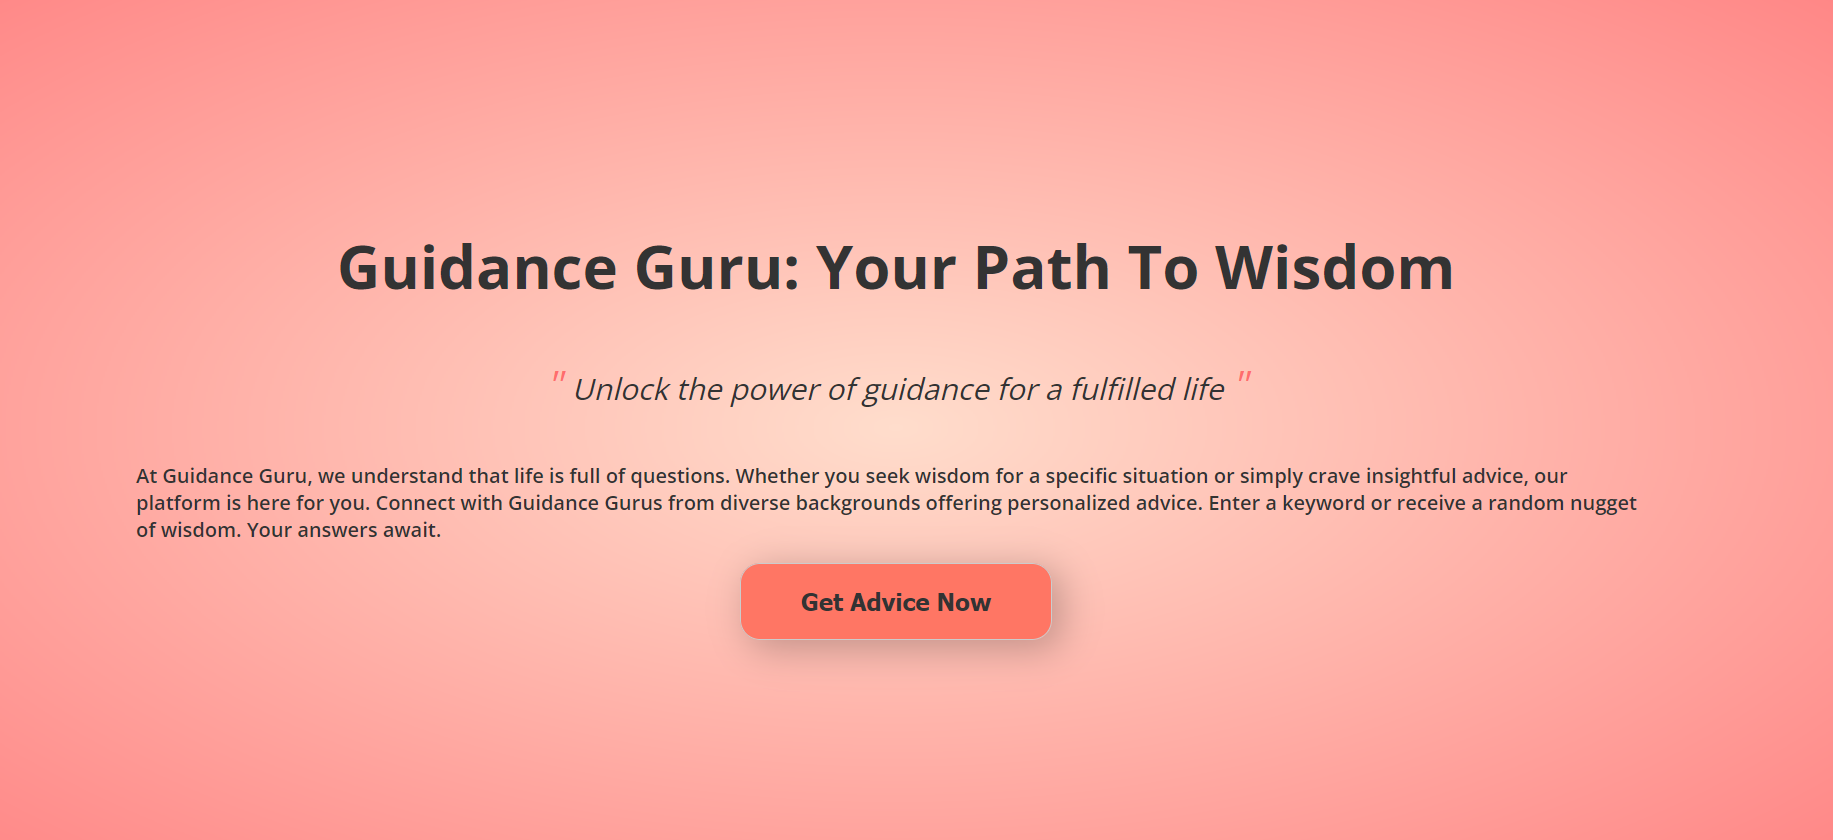 Guidance Guru: Your Path To Wisdom
" Unlock the power of guidance for a fulfilled life "
At Guidance Guru, we understand that life is full of questions. Whether you seek wisdom for a specific situation or simply crave insightful advice, our
platform is here for you. Connect with Guidance Gurus from diverse backgrounds offering personalized advice. Enter a keyword or receive a random nugget
of wisdom. Your answers await.
Get Advice Now